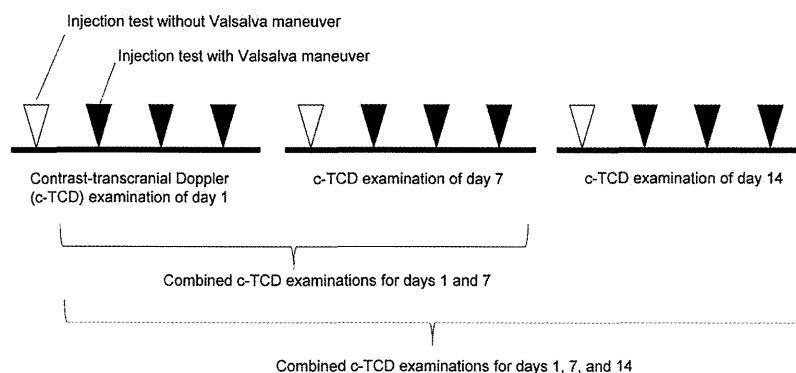 Injection test without Valsalva maneuver
Injection test with Valsalva maneuver
Contrast-transcranial Doppler
(c-TCD) examination of day 1
c-TCD examination of day 7
c-TCD examination of day 14
Combined c-TCD examinations for days 1 and 7
Combined c-TCD examinations for days 1, 7, and 14